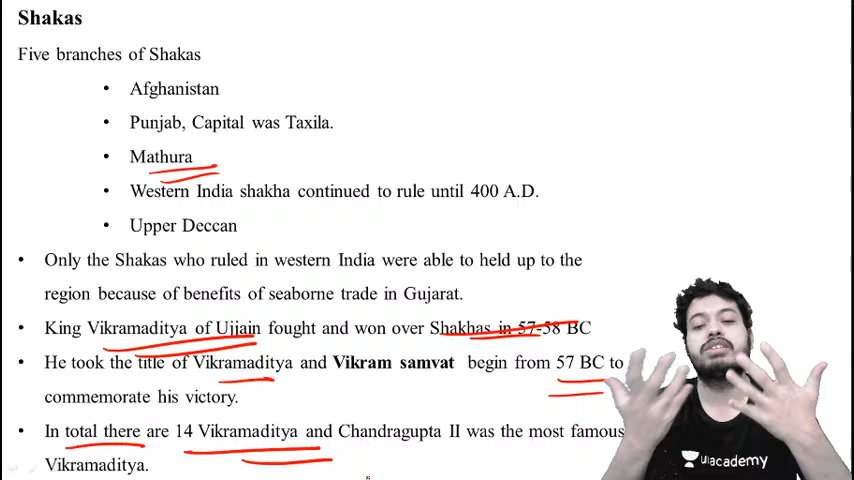 Shakas
Five branches of Shakas
• Afghanistan
• Punjab, Capital was Taxila.
• Mathura
• Western India shakha continued to rule until 400 A.D.
• Upper Deccan
• Only the Shakas who ruled in western India were able to held up to the
region because of benefits of seaborne trade in Gujarat.
• King Vikramaditya of Ujjain fought and won over Shakhas in 57-58 BC
• He took the title of Vikramaditya and Vikram samvat begin from 57 BC to
commemorate his victory.
• In total there are 14 Vikramaditya and Chandragupta II was the most famous
Vikramaditya.
unacademy